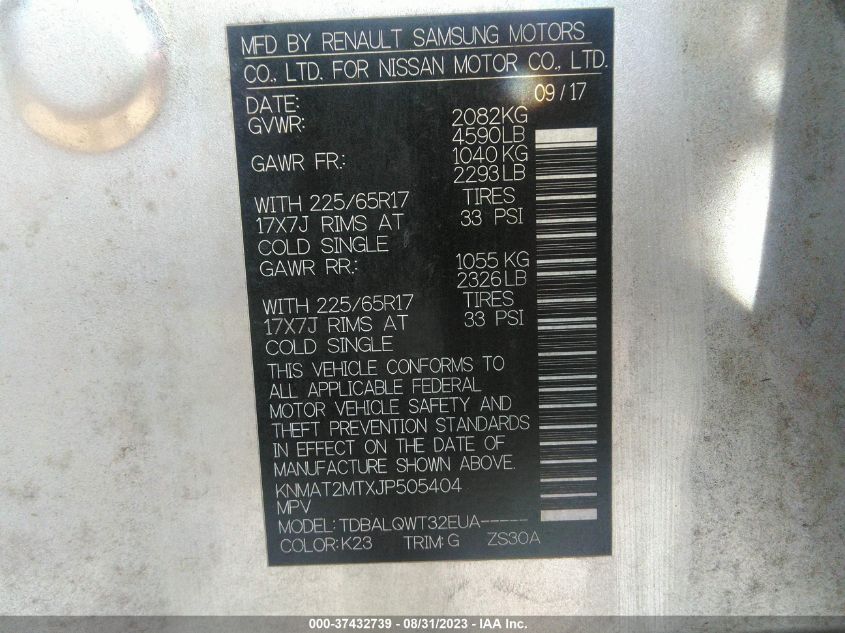 MFD BY RENAULT SAMSUNG MOTORS
CO., LTD. FOR NISSAN MOTOR CO., LTD.
DATE: 09/17
GVWR: 2082KG
4590LB
GAWR FR.: 1040KG
2293LB
WITH 225/65R17 TIRES
17X7J RIMS AT 33 PSI
COLD SINGLE
GAWR RR.: 1055KG
2326LB
WITH 225/65R17 TIRES
17X7J RIMS AT 33 PSI
COLD SINGLE
THIS VEHICLE CONFORMS TO
ALL APPLICABLE FEDERAL
MOTOR VEHICLE SAFETY AND
THEFT PREVENTION STANDARDS
IN EFFECT ON THE DATE OF
MANUFACTURE SHOWN ABOVE.
KNMAT2MTXJP505404
MPV
MODEL: TDBALQWT32EUA-----
COLOR:K23 TRIM:G ZS30A
000-37432739 - 08/31/2023 - IAA Inc.